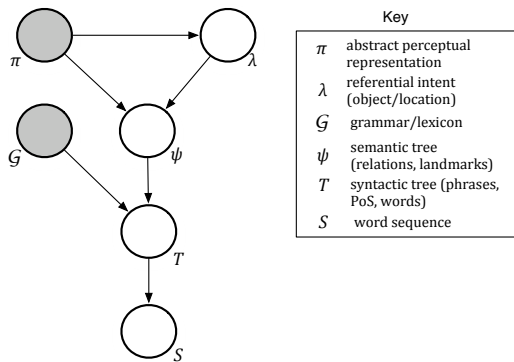 π
λ
𝒢
ψ
T
S
Key
π abstract perceptual
representation
λ referential intent
(object/location)
𝒢 grammar/lexicon
ψ semantic tree
(relations, landmarks)
T syntactic tree (phrases,
PoS, words)
S word sequence